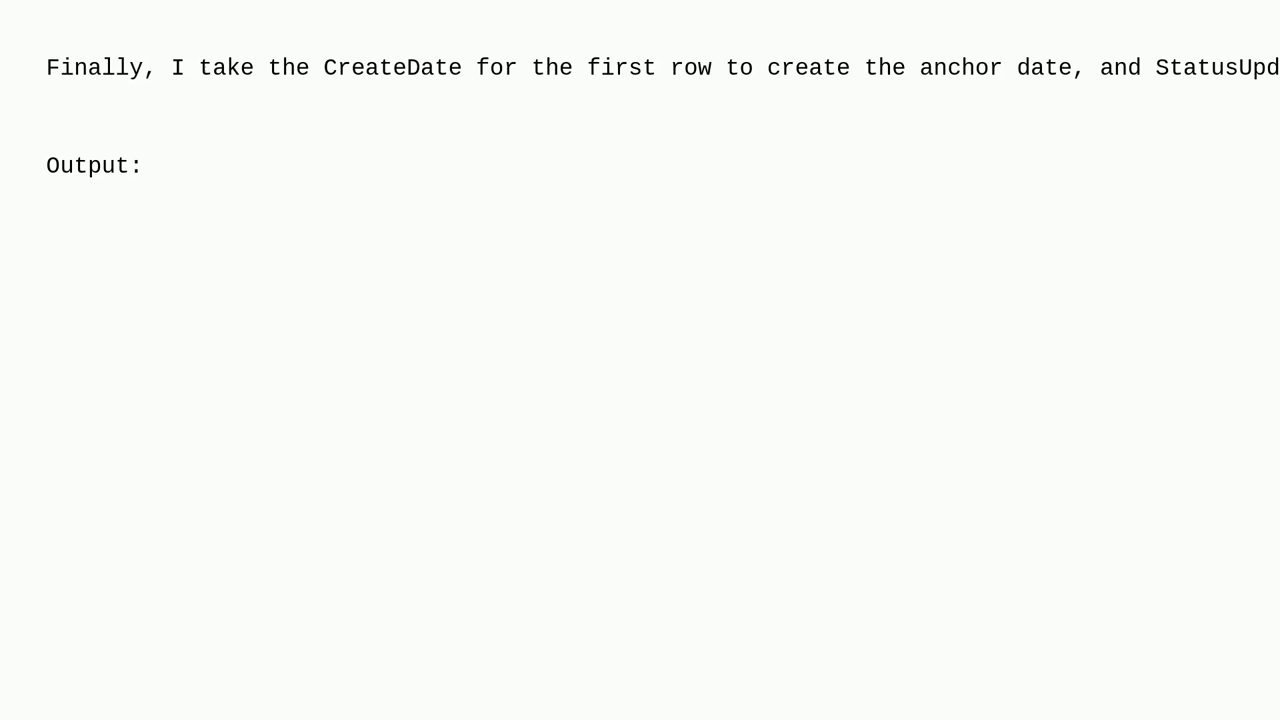 Finally, I take the CreateDate for the first row to create the anchor date, and StatusUpd
Output: